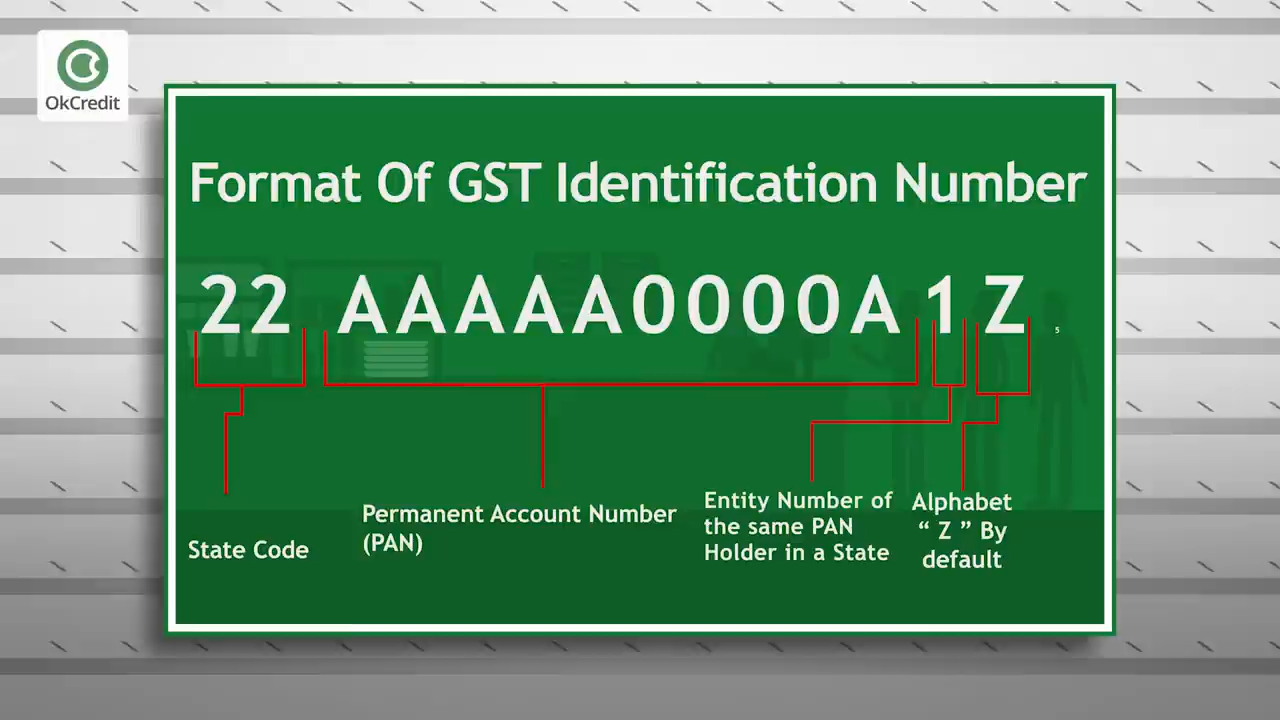 OkCredit
Format Of GST Identification Number
22 AAAAA0000A 1 Z 5
State Code
Permanent Account Number
(PAN)
Entity Number of
the same PAN
Holder in a State
Alphabet
“ Z ” By
default